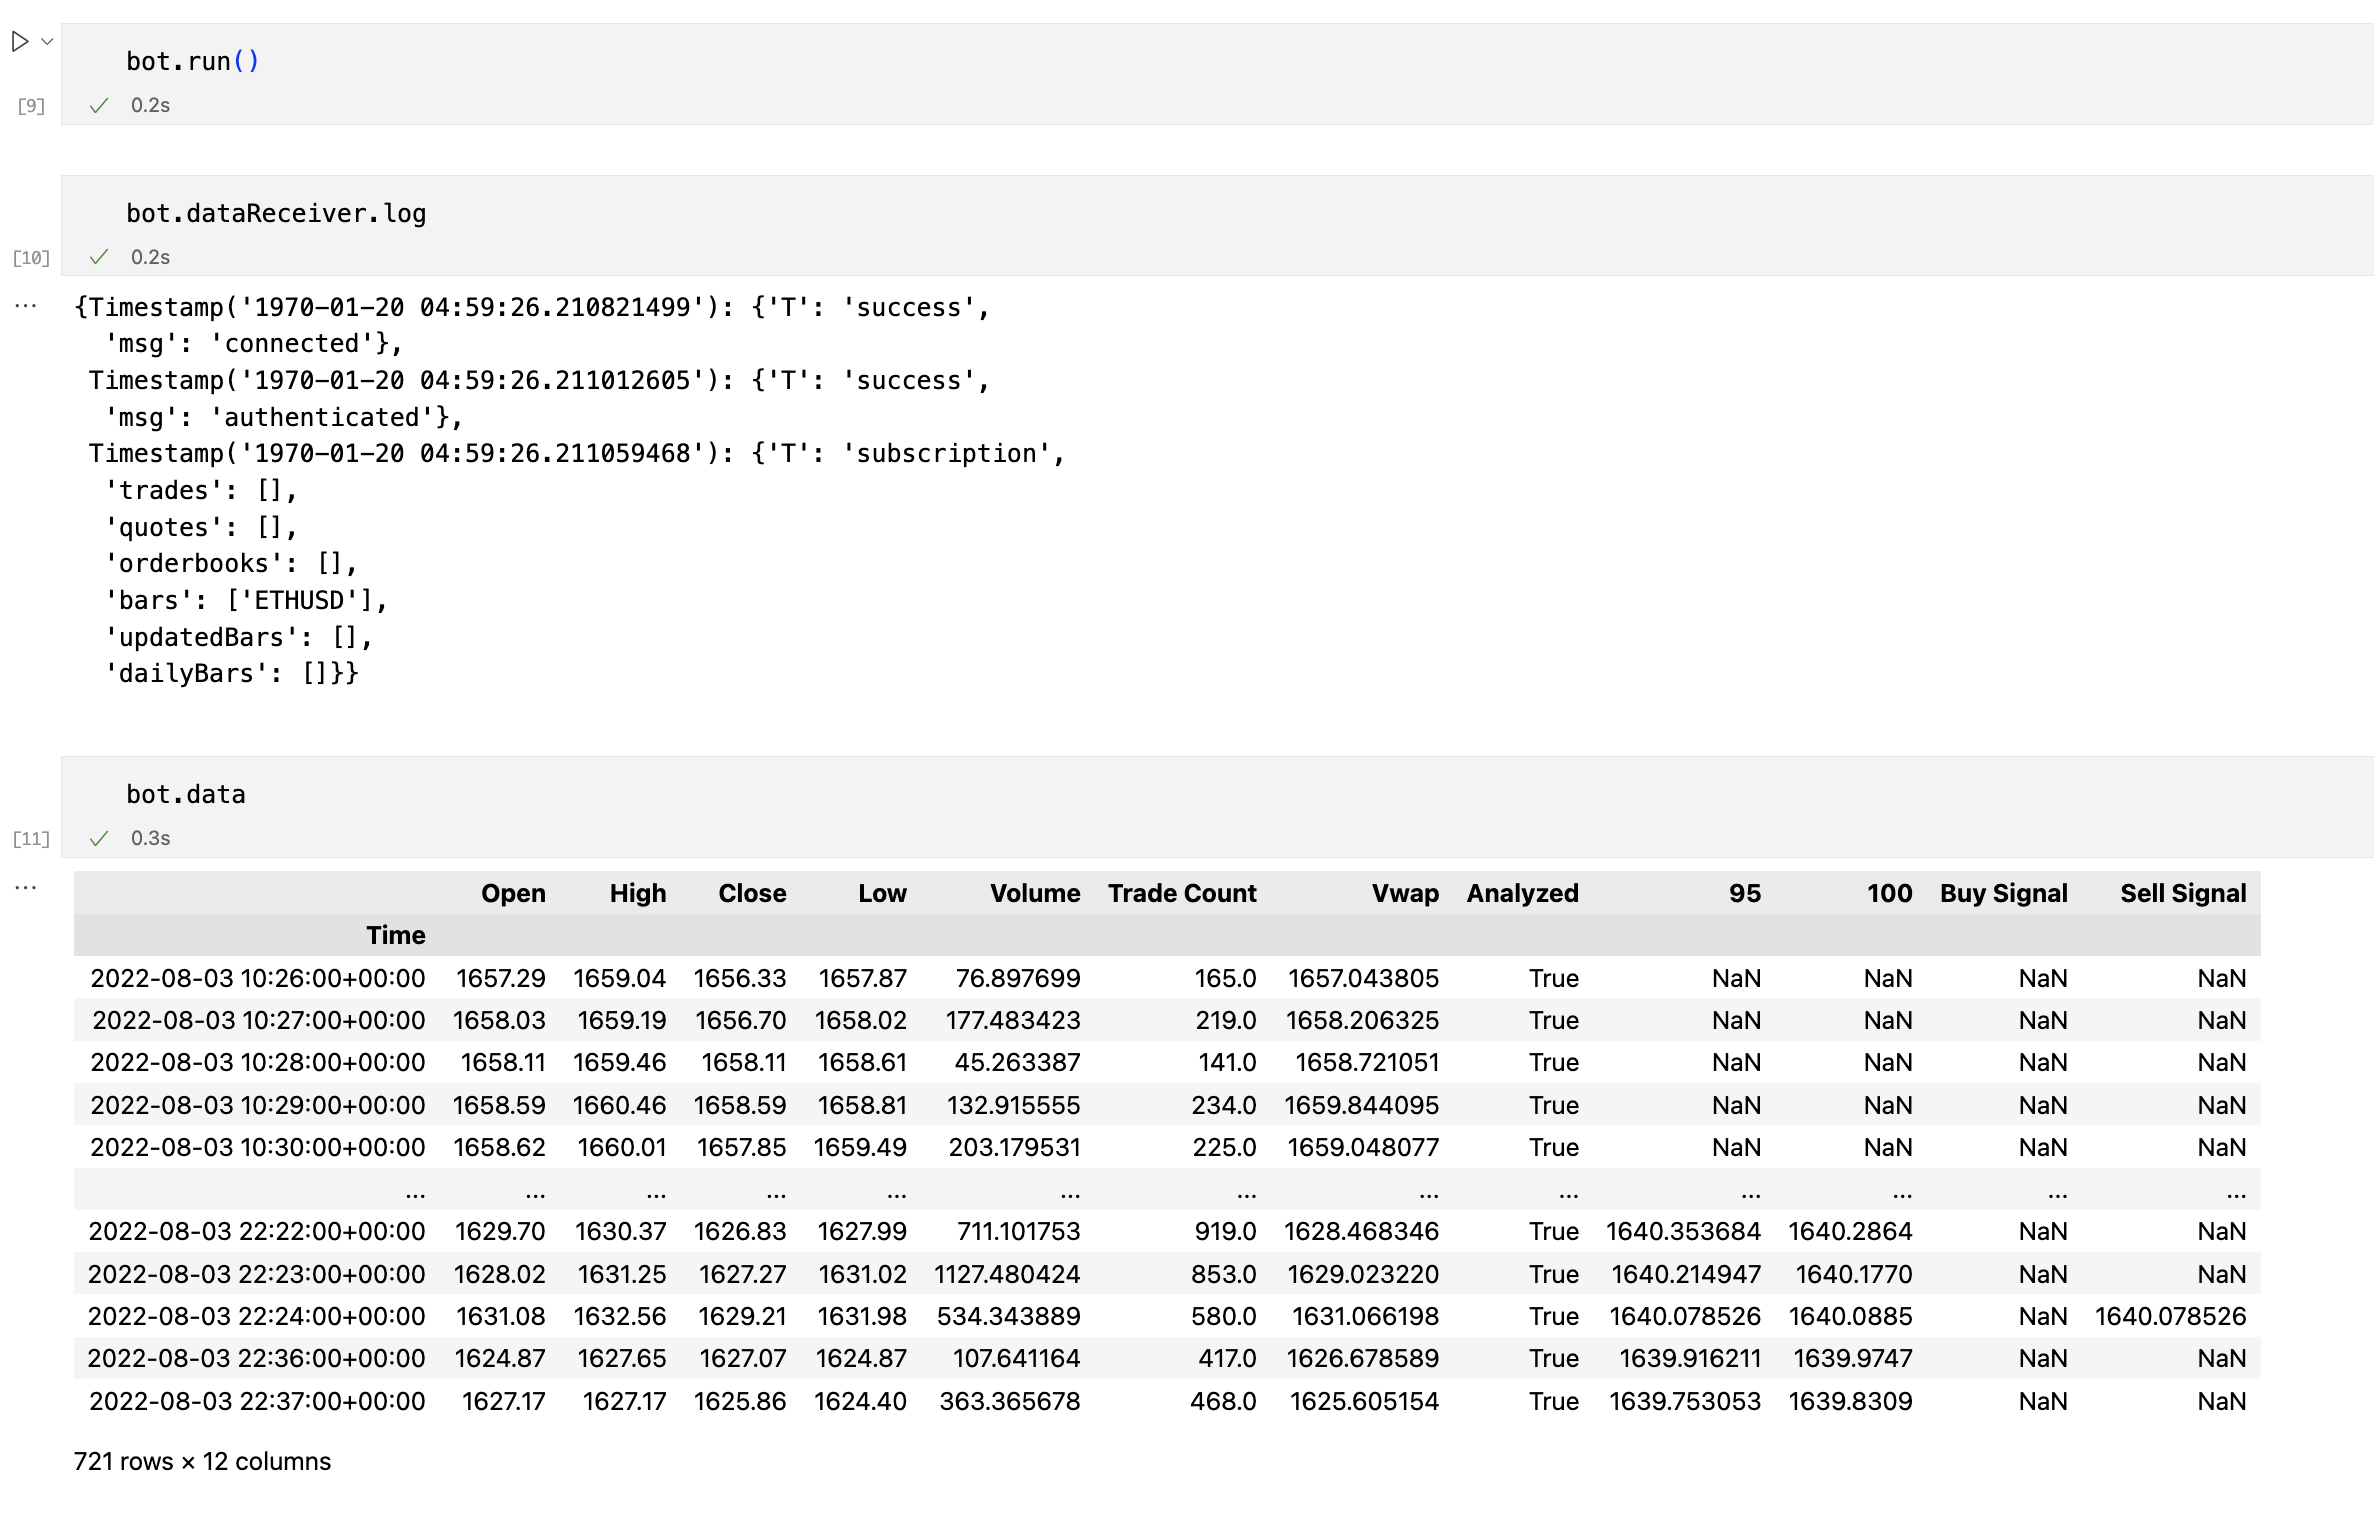 bot.run()
[9]
0.2s
bot.dataReceiver.log
[10]
0.2s
...
{Timestamp('1970-01-20 04:59:26.210821499'): {'T': 'success',
'msg': 'connected'},
Timestamp('1970-01-20 04:59:26.211012605'): {'T': 'success',
'msg': 'authenticated'},
Timestamp('1970-01-20 04:59:26.211059468'): {'T': 'subscription',
'trades': [],
'quotes': [],
'orderbooks': [],
'bars': ['ETHUSD'],
'updatedBars': [],
'dailyBars': []}}
bot.data
[11]
0.3s
...
Open High Close Low Volume Trade Count Vwap Analyzed 95 100 Buy Signal Sell Signal
Time
2022-08-03 10:26:00+00:00 1657.29 1659.04 1656.33 1657.87 76.897699 165.0 1657.043805 True NaN NaN NaN NaN
2022-08-03 10:27:00+00:00 1658.03 1659.19 1656.70 1658.02 177.483423 219.0 1658.206325 True NaN NaN NaN NaN
2022-08-03 10:28:00+00:00 1658.11 1659.46 1658.11 1658.61 45.263387 141.0 1658.721051 True NaN NaN NaN NaN
2022-08-03 10:29:00+00:00 1658.59 1660.46 1658.59 1658.81 132.915555 234.0 1659.844095 True NaN NaN NaN NaN
2022-08-03 10:30:00+00:00 1658.62 1660.01 1657.85 1659.49 203.179531 225.0 1659.048077 True NaN NaN NaN NaN
... ... ... ... ... ... ... ... ... ... ... ... ...
2022-08-03 22:22:00+00:00 1629.70 1630.37 1626.83 1627.99 711.101753 919.0 1628.468346 True 1640.353684 1640.2864 NaN NaN
2022-08-03 22:23:00+00:00 1628.02 1631.25 1627.27 1631.02 1127.480424 853.0 1629.023220 True 1640.214947 1640.1770 NaN NaN
2022-08-03 22:24:00+00:00 1631.08 1632.56 1629.21 1631.98 534.343889 580.0 1631.066198 True 1640.078526 1640.0885 NaN 1640.078526
2022-08-03 22:36:00+00:00 1624.87 1627.65 1627.07 1624.87 107.641164 417.0 1626.678589 True 1639.916211 1639.9747 NaN NaN
2022-08-03 22:37:00+00:00 1627.17 1627.17 1625.86 1624.40 363.365678 468.0 1625.605154 True 1639.753053 1639.8309 NaN NaN
721 rows × 12 columns